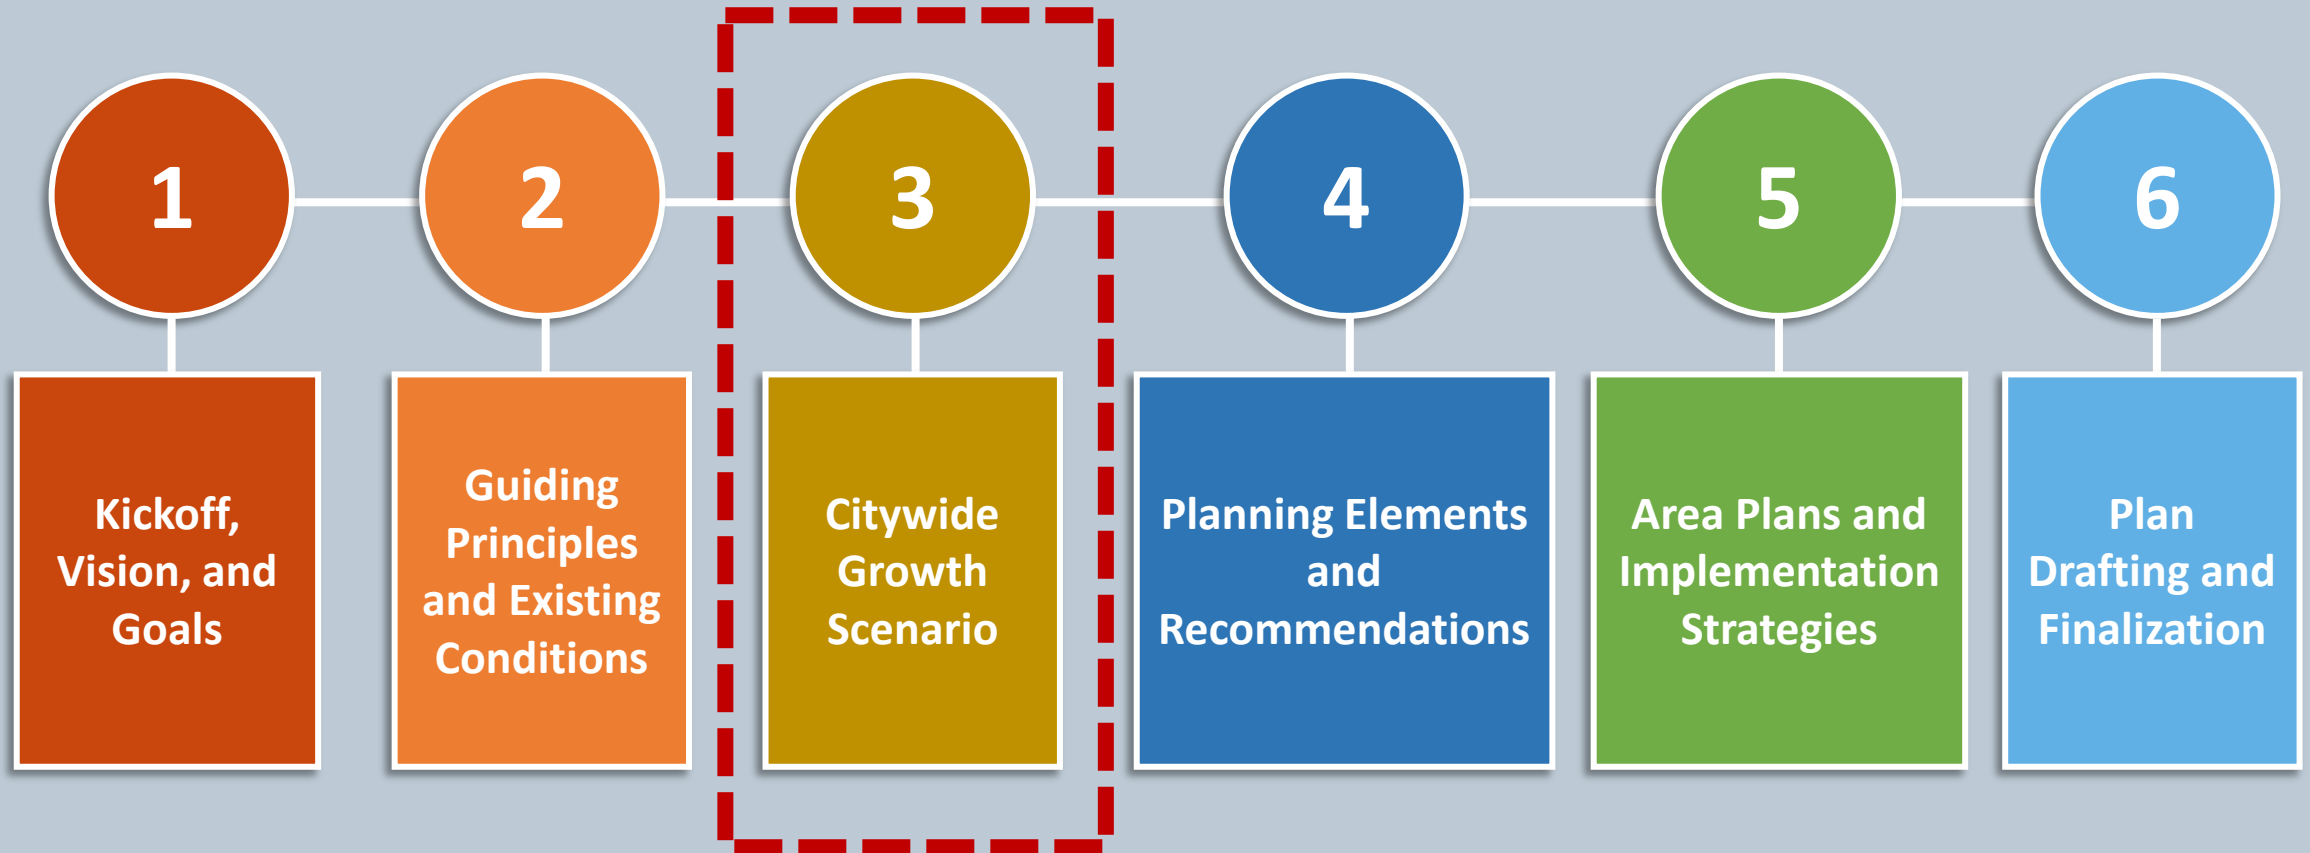 1
Kickoff,
Vision, and
Goals
2
Guiding
Principles
and Existing
Conditions
3
Citywide
Growth
Scenario
4
Planning Elements
and
Recommendations
5
Area Plans and
Implementation
Strategies
6
Plan
Drafting and
Finalization